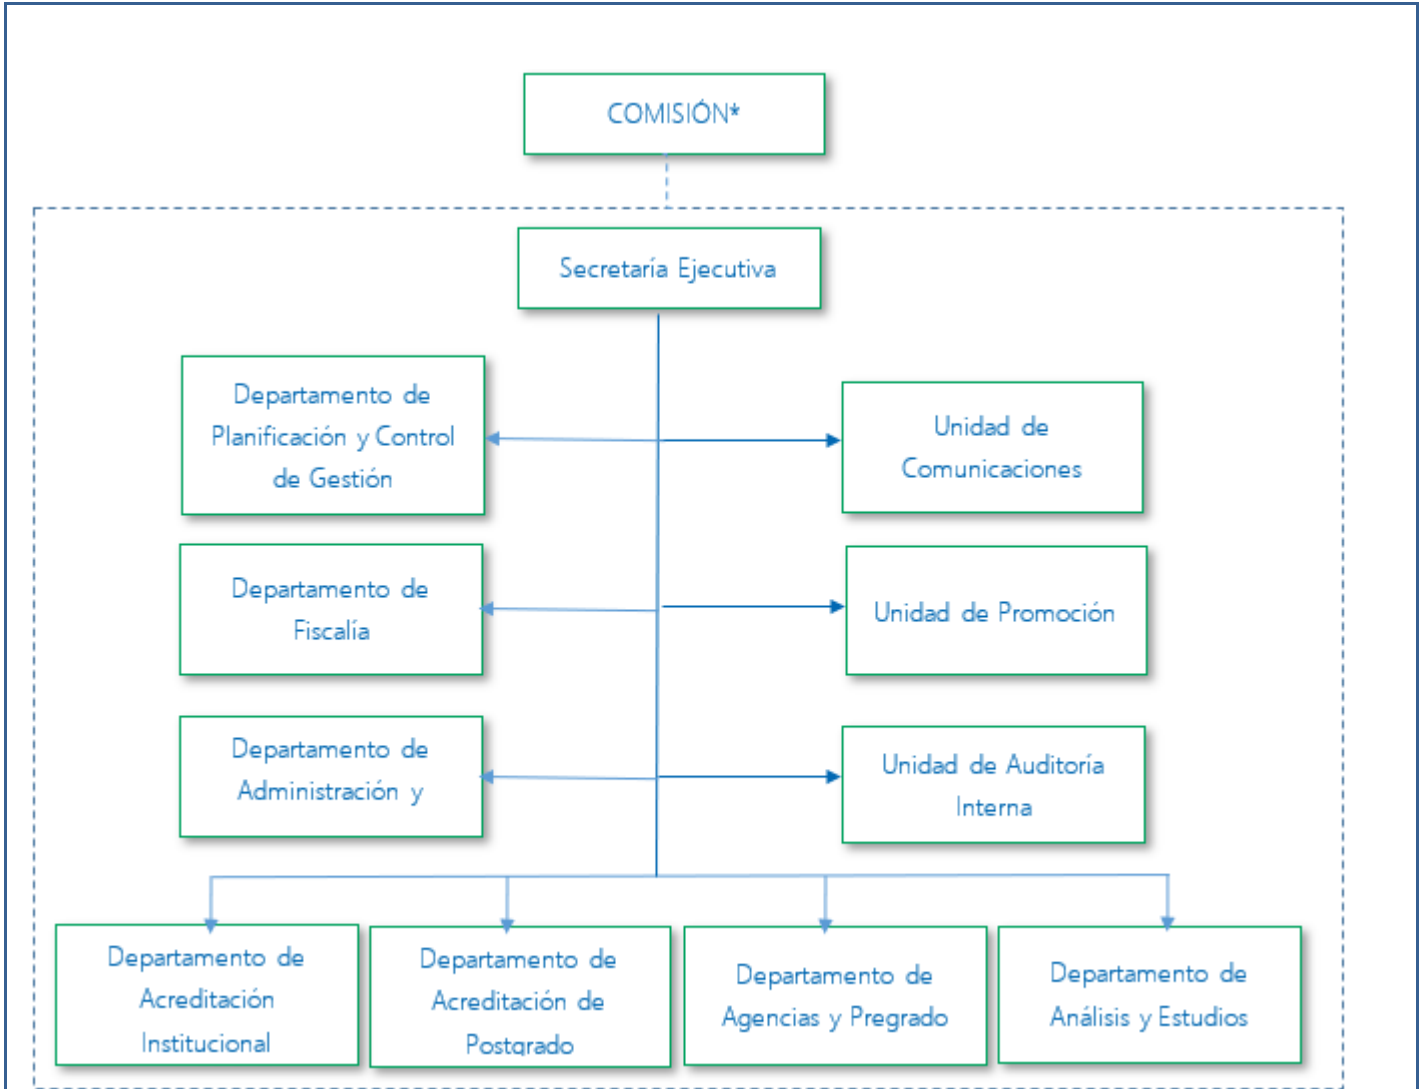 COMISIÓN*
Secretaría Ejecutiva
Departamento de
Planificación y Control
de Gestión
Unidad de
Comunicaciones
Departamento de
Fiscalía
Unidad de Promoción
Departamento de
Administración y
Unidad de Auditoría
Interna
Departamento de
Acreditación
Institucional
Departamento de
Acreditación de
Postgrado
Departamento de
Agencias y Pregrado
Departamento de
Análisis y Estudios